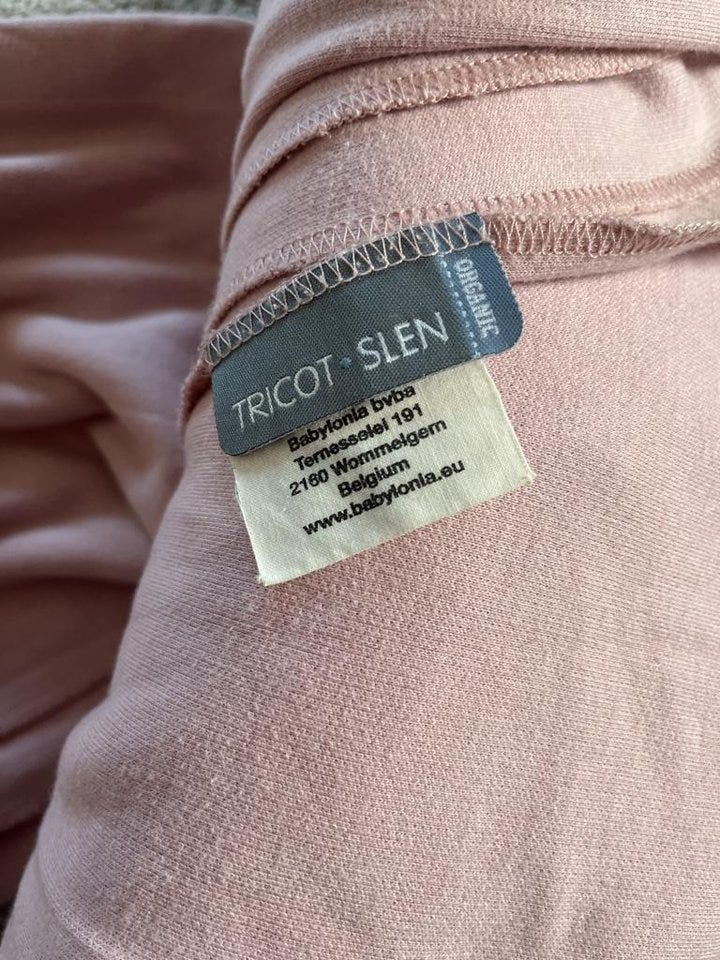 TRICOT · SLEN
ORGANIC
Babylonia bvba
Ternesselei 191
2160 Wommelgem
Belgium
www.babylonia.eu